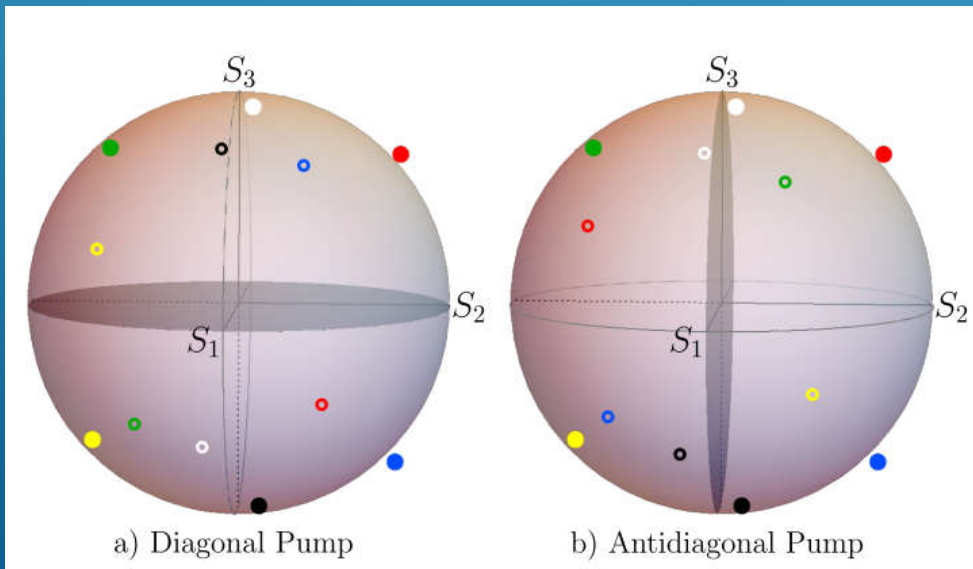 S₃
S₃
S₂
S₂
S₁
S₁
a) Diagonal Pump
b) Antidiagonal Pump